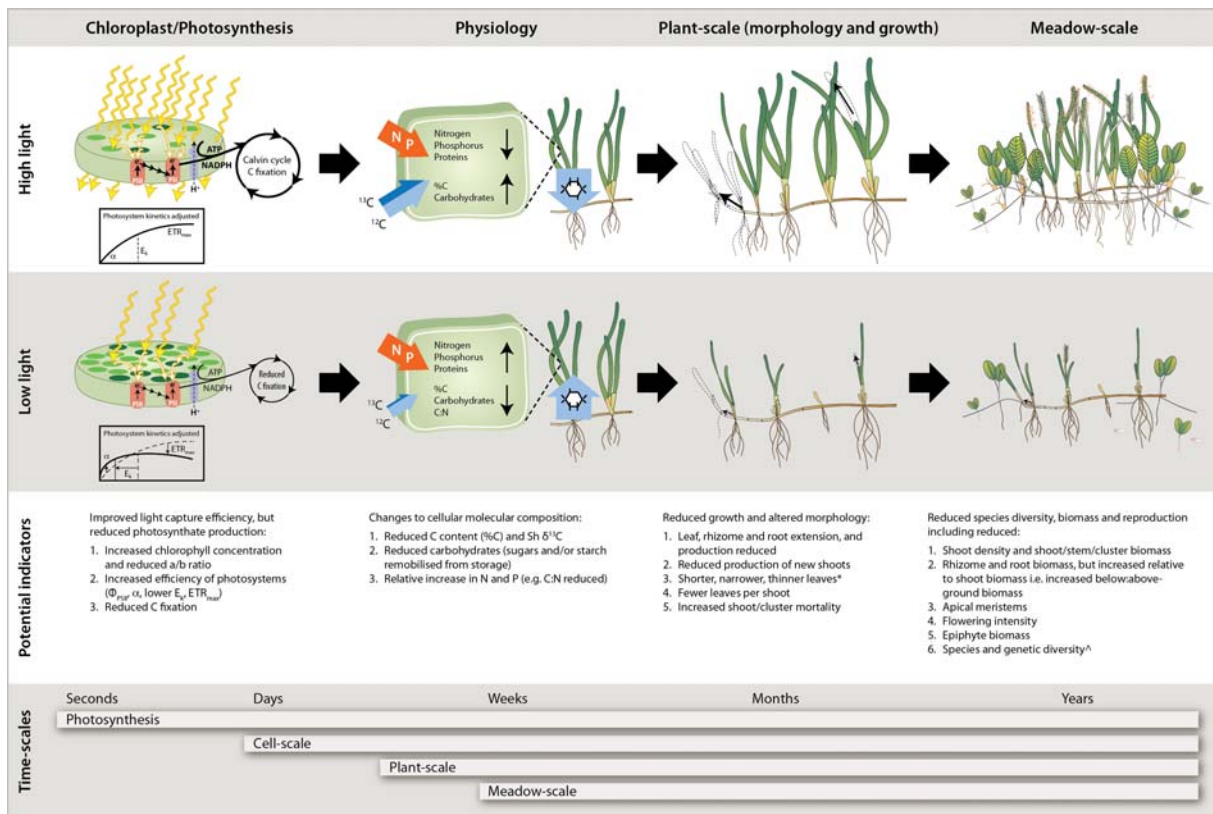 Chloroplast/Photosynthesis
Physiology
Plant-scale (morphology and growth)
Meadow-scale
High light
ATP
NADPH
H⁺
PSII
PSI
Calvin cycle
C fixation
Photosystem kinetics adjusted
ETRmax
α
Ek
N P
Nitrogen
Phosphorus
Proteins
%C
Carbohydrates
¹³C
¹²C
Low light
ATP
NADPH
H⁺
PSII
PSI
Reduced
C fixation
Photosystem kinetics adjusted
α
ETRmax
Ek
N P
Nitrogen
Phosphorus
Proteins
%C
Carbohydrates
C:N
¹³C
¹²C
Potential indicators
Improved light capture efficiency, but
reduced photosynthate production:
1. Increased chlorophyll concentration
and reduced a/b ratio
2. Increased efficiency of photosystems
(ΦPSII, α, lower Ek, ETRmax)
3. Reduced C fixation
Changes to cellular molecular composition:
1. Reduced C content (%C) and Sh δ¹³C
2. Reduced carbohydrates (sugars and/or starch
remobilised from storage)
3. Relative increase in N and P (e.g. C:N reduced)
Reduced growth and altered morphology:
1. Leaf, rhizome and root extension, and
production reduced
2. Reduced production of new shoots
3. Shorter, narrower, thinner leaves*
4. Fewer leaves per shoot
5. Increased shoot/cluster mortality
Reduced species diversity, biomass and reproduction
including reduced:
1. Shoot density and shoot/stem/cluster biomass
2. Rhizome and root biomass, but increased relative
to shoot biomass i.e. increased below:above-
ground biomass
3. Apical meristems
4. Flowering intensity
5. Epiphyte biomass
6. Species and genetic diversity^
Time-scales
Seconds
Days
Weeks
Months
Years
Photosynthesis
Cell-scale
Plant-scale
Meadow-scale